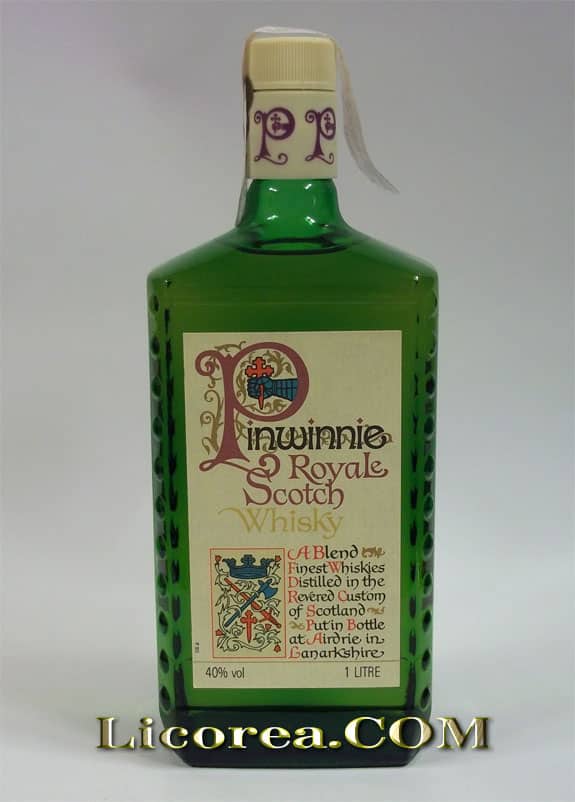 P P
Pinwinnie
Royale
Scotch
Whisky
A Blend
Finest Whiskies
Distilled in the
Revered Custom
of Scotland
Put in Bottle
at Airdrie in
Lanarkshire
40% vol 1 LITRE
Licorea.COM